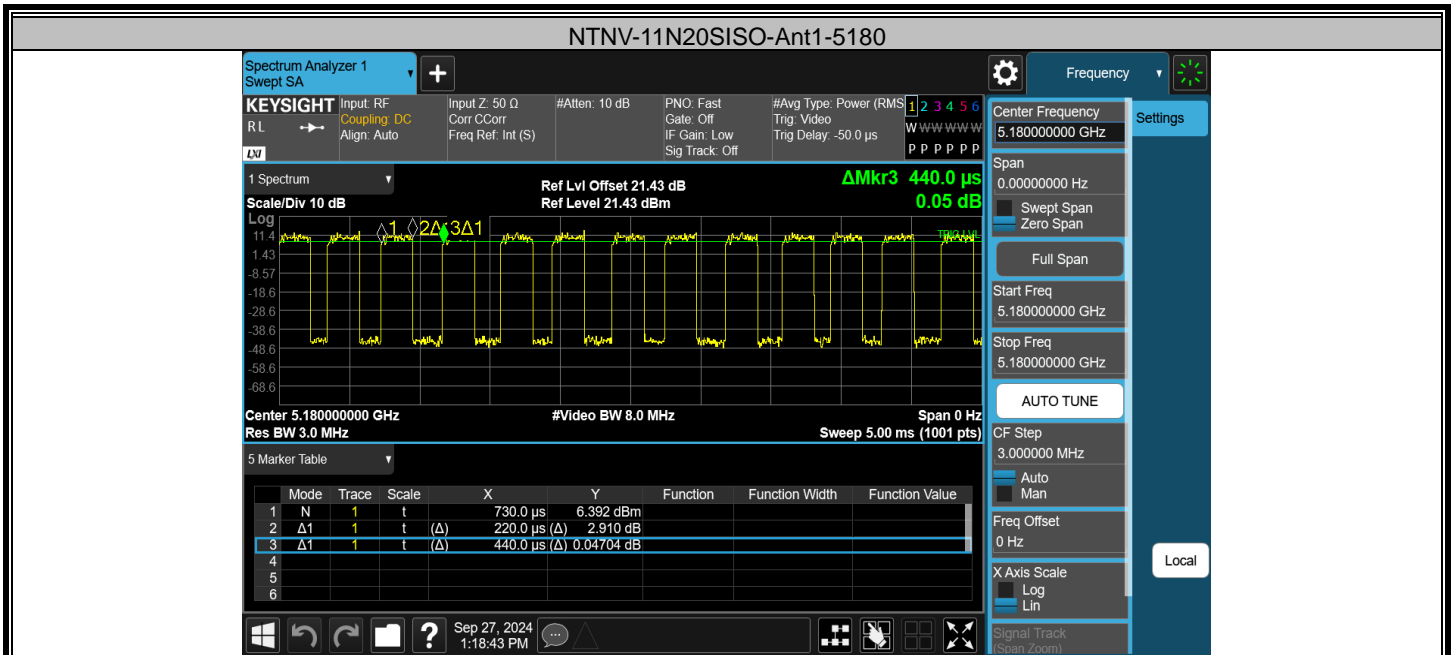 NTNV-11N20SISO-Ant1-5180
Spectrum Analyzer 1
Swept SA
+
Frequency
KEYSIGHT
RL
LXI
Input: RF
Coupling: DC
Align: Auto
Input Z: 50 Ω
Corr CCorr
Freq Ref: Int (S)
#Atten: 10 dB
PNO: Fast
Gate: Off
IF Gain: Low
Sig Track: Off
#Avg Type: Power (RMS
Trig: Video
Trig Delay: -50.0 µs
1 2 3 4 5 6
W W W W W W
P P P P P P
1 Spectrum
Scale/Div 10 dB
Ref Lvl Offset 21.43 dB
Ref Level 21.43 dBm
ΔMkr3 440.0 µs
0.05 dB
Log
11.4
1.43
-8.57
-18.6
-28.6
-38.6
-48.6
-58.6
-68.6
1 2Δ 3Δ1
TRIG LVL
Center 5.180000000 GHz
#Video BW 8.0 MHz
Span 0 Hz
Res BW 3.0 MHz
Sweep 5.00 ms (1001 pts)
5 Marker Table
Mode Trace Scale X Y Function Function Width Function Value
1 N 1 t 730.0 µs 6.392 dBm
2 Δ1 1 t (Δ) 220.0 µs (Δ) 2.910 dB
3 Δ1 1 t (Δ) 440.0 µs (Δ) 0.04704 dB
4
5
6
?
Sep 27, 2024
1:18:43 PM
Center Frequency
5.180000000 GHz
Span
0.00000000 Hz
Swept Span
Zero Span
Full Span
Start Freq
5.180000000 GHz
Stop Freq
5.180000000 GHz
AUTO TUNE
CF Step
3.000000 MHz
Auto
Man
Freq Offset
0 Hz
X Axis Scale
Log
Lin
Signal Track
(Span Zoom)
Settings
Local